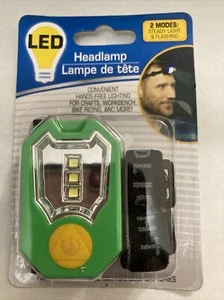 LED
2 MODES:
STEADY LIGHT
& FLASHING
Headlamp
Lampe de tête
CONVENIENT
HANDS-FREE LIGHTING
FOR CRAFTS, WORKBENCH,
BIKE RIDING, AND MORE!